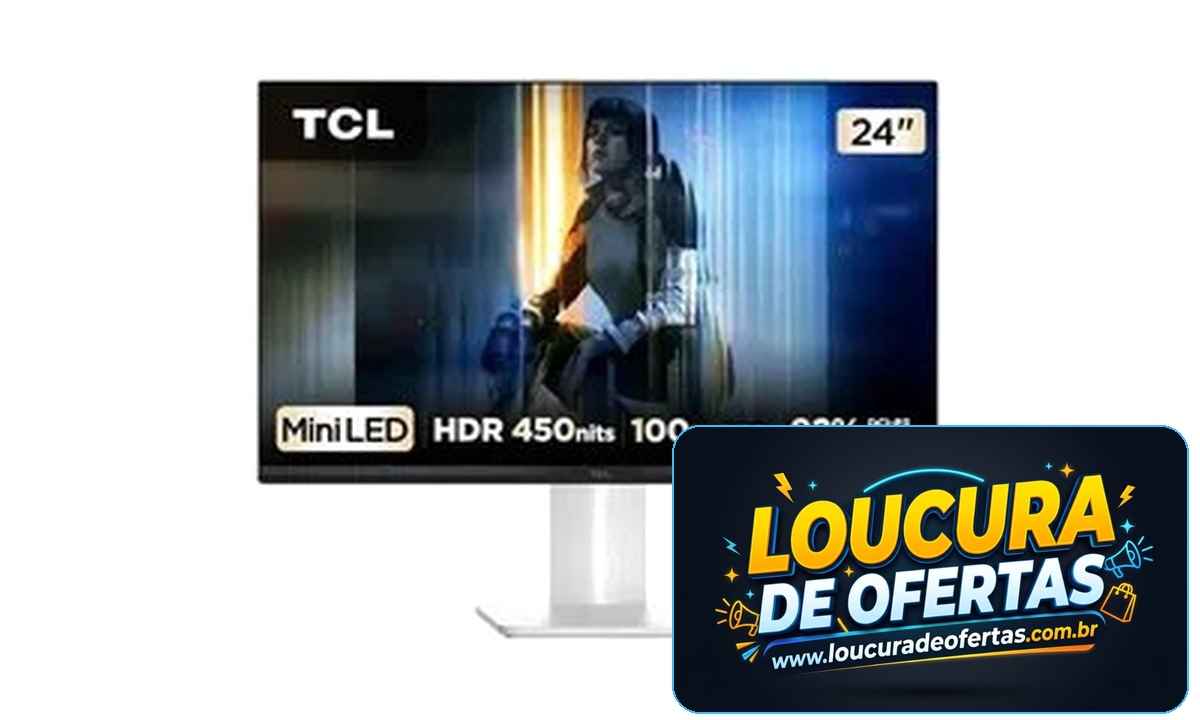 TCL
24"
MiniLED
HDR 450nits
100
LOUCURA
DE OFERTAS
www.loucuradeofertas.com.br